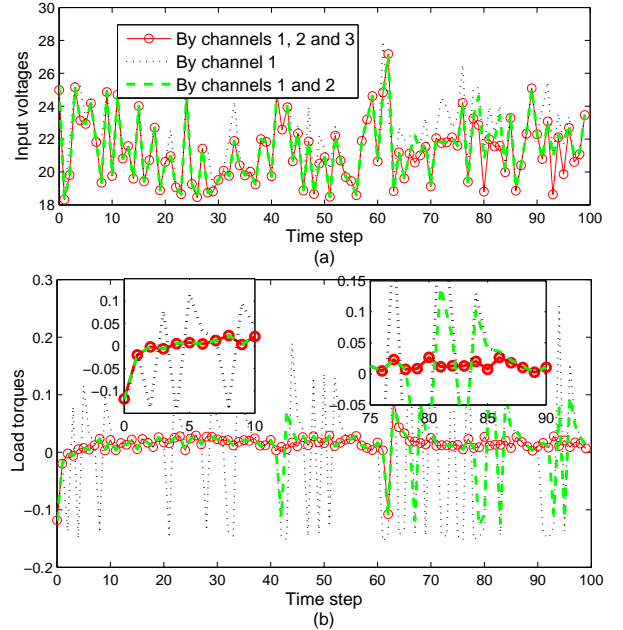 30
28
26
24
22
20
18
Input voltages
By channels 1, 2 and 3
By channel 1
By channels 1 and 2
0 10 20 30 40 50 60 70 80 90 100
Time step
(a)
0.3
0.2
0.1
0
−0.1
−0.2
Load torques
0.1
0.05
0
−0.05
−0.1
0 5 10
0.15
0.1
0.05
0
−0.05
75 80 85 90
0 10 20 30 40 50 60 70 80 90 100
Time step
(b)